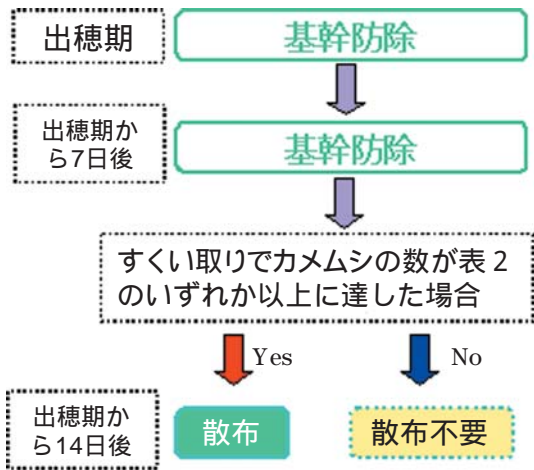 出穂期
基幹防除
出穂期か
ら7日後
基幹防除
すくい取りでカメムシの数が表２
のいずれか以上に達した場合
Yes
No
出穂期か
ら14日後
散布
散布不要